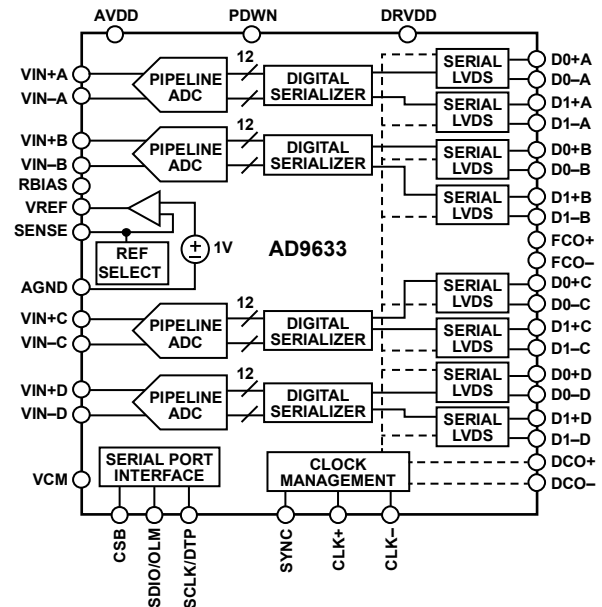 AVDD
PDWN
DRVDD
VIN+A
VIN–A
PIPELINE
ADC
12
DIGITAL
SERIALIZER
SERIAL
LVDS
D0+A
D0–A
SERIAL
LVDS
D1+A
D1–A
VIN+B
VIN–B
PIPELINE
ADC
12
DIGITAL
SERIALIZER
SERIAL
LVDS
D0+B
D0–B
SERIAL
LVDS
D1+B
D1–B
RBIAS
VREF
SENSE
REF
SELECT
1V
AD9633
FCO+
FCO–
AGND
VIN+C
VIN–C
PIPELINE
ADC
12
DIGITAL
SERIALIZER
SERIAL
LVDS
D0+C
D0–C
SERIAL
LVDS
D1+C
D1–C
VIN+D
VIN–D
PIPELINE
ADC
12
DIGITAL
SERIALIZER
SERIAL
LVDS
D0+D
D0–D
SERIAL
LVDS
D1+D
D1–D
VCM
SERIAL PORT
INTERFACE
CLOCK
MANAGEMENT
DCO+
DCO–
CSB
SDIO/OLM
SCLK/DTP
SYNC
CLK+
CLK–